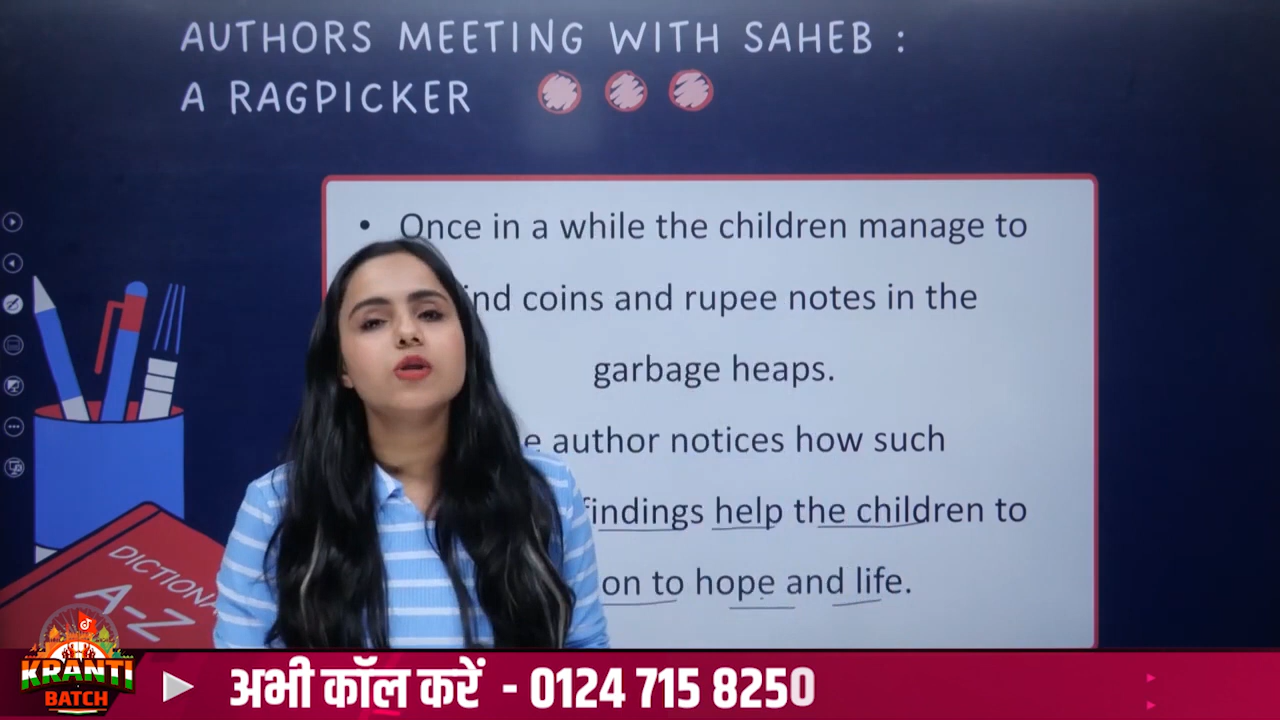 AUTHORS MEETING WITH SAHEB :
A RAGPICKER
• Once in a while the children manage to
ind coins and rupee notes in the
garbage heaps.
e author notices how such
findings help the children to
on to hope and life.
DICTIONA
A-Z
KRANTI
BATCH
अभी कॉल करें - 0124 715 8250